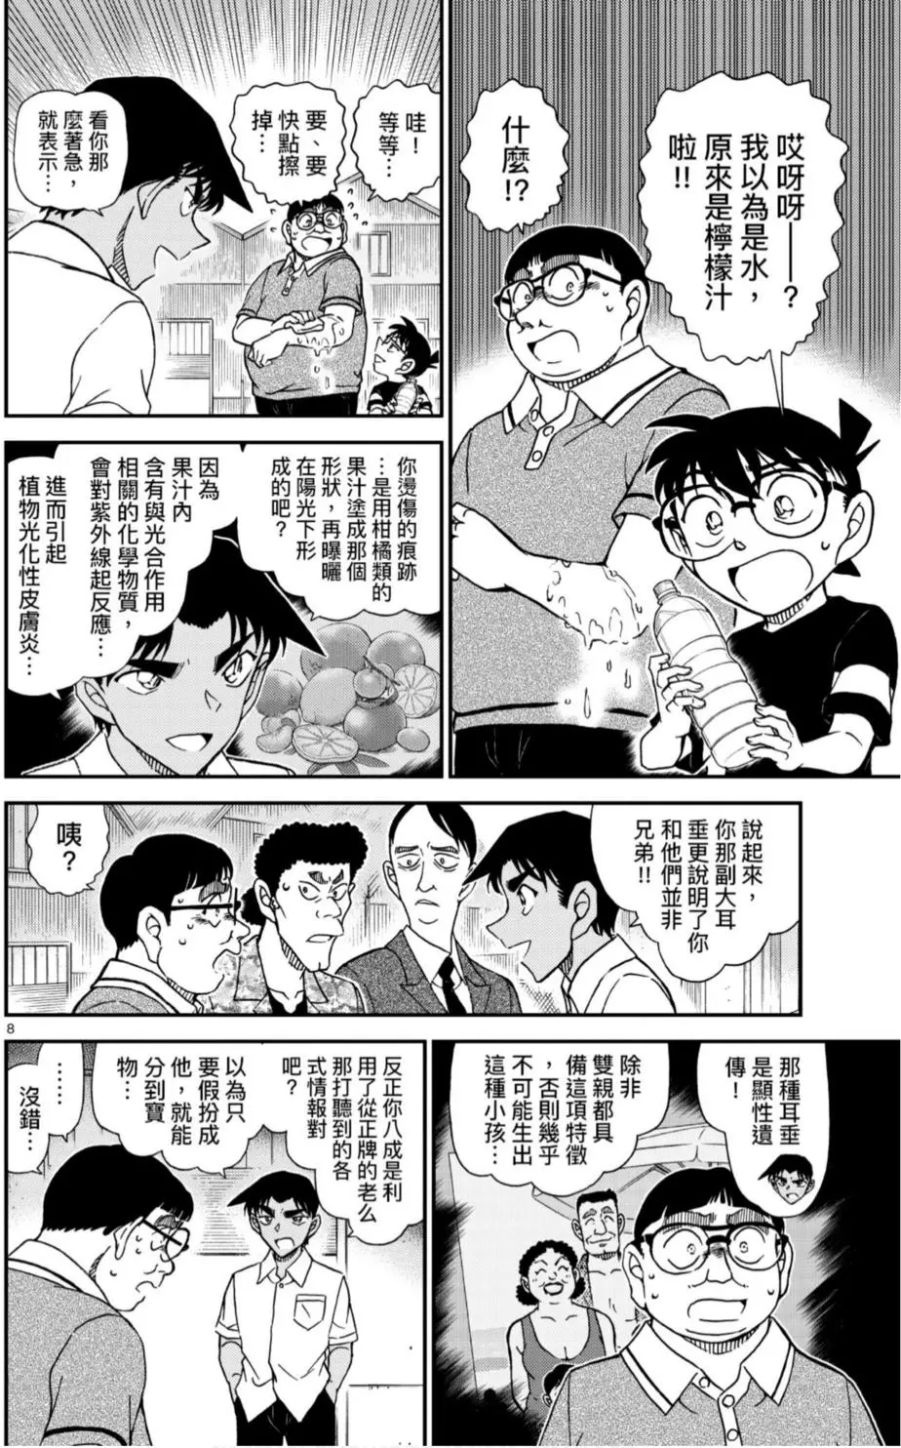 哎呀呀——？
我以為是水，
原來是檸檬汁
啦！！
什麼！？
哇！
等等…
要、要
快點擦
掉…
看你那
麼著急，
就表示…
你燙傷的痕跡
…是用柑橘類的
果汁塗成那個
形狀，再曝曬
在陽光下形
成的吧？
因為
果汁內
含有與光合作用
相關的化學物質，
會對紫外線起反應…
進而引起
植物光化性皮膚炎…
說起來，
你那副大耳
垂更說明了你
和他們並非
兄弟！！
咦？
8
那種耳垂
是顯性遺
傳！
除非
雙親都具
備這項特徵
，否則幾乎
不可能生出
這種小孩…
反正你八成是利
用了從正牌的老么
那打聽到的各
式情報對
吧？
以為只
要假扮成
他，就能
分到寶
物…
……
沒錯…